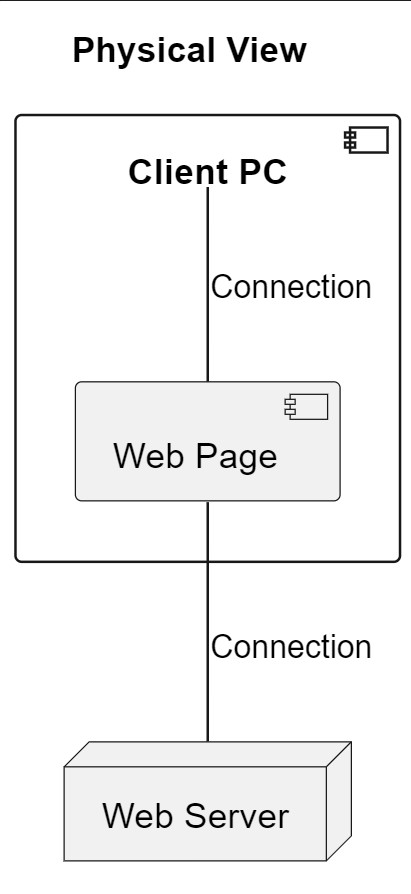 Physical View
Client PC
Connection
Web Page
Connection
Web Server